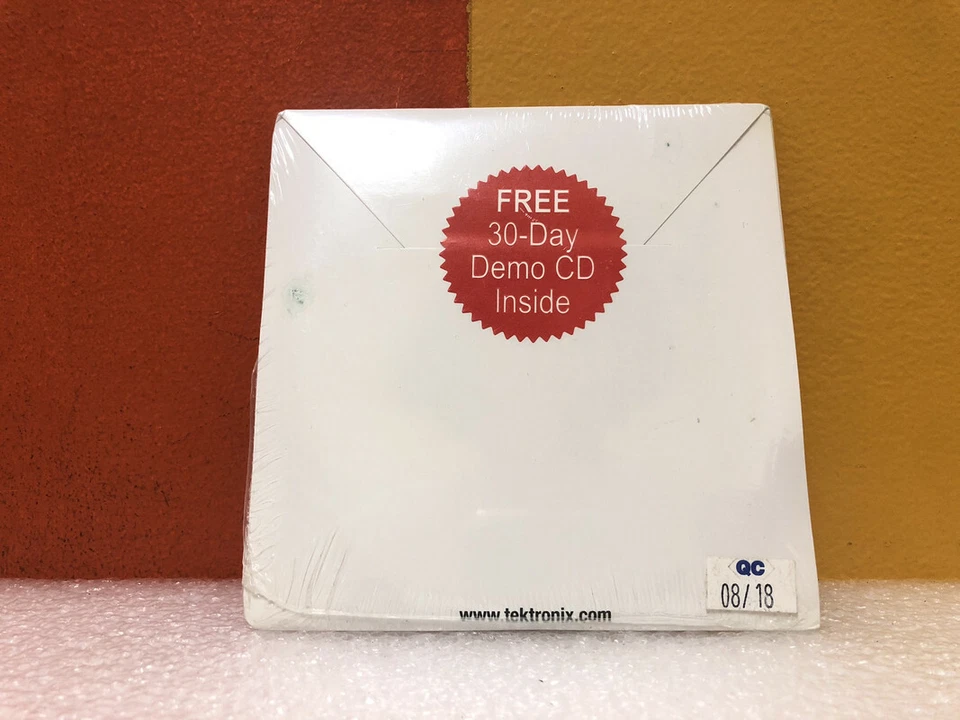 FREE
30-Day
Demo CD
Inside
www.tektronix.com
QC
08/18